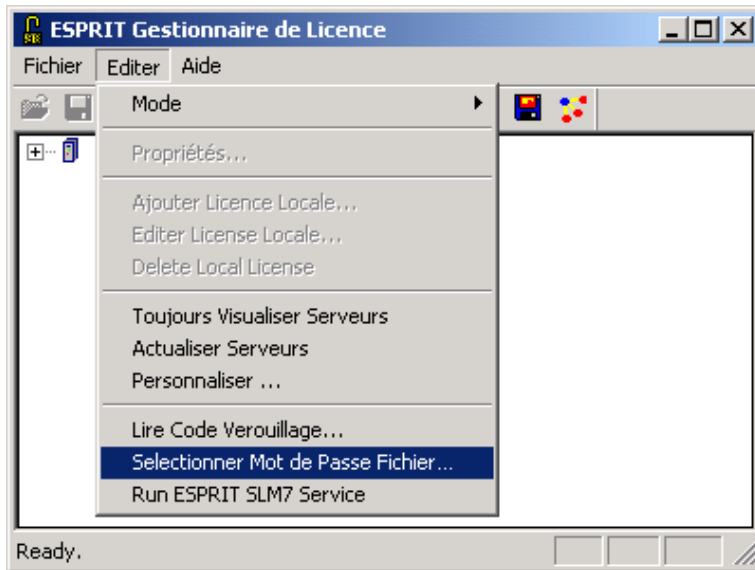 ESPRIT Gestionnaire de Licence
Fichier Editer Aide
Mode
Propriétés...
Ajouter Licence Locale...
Editer License Locale...
Delete Local License
Toujours Visualiser Serveurs
Actualiser Serveurs
Personnaliser ...
Lire Code Verouillage...
Selectionner Mot de Passe Fichier...
Run ESPRIT SLM7 Service
Ready.